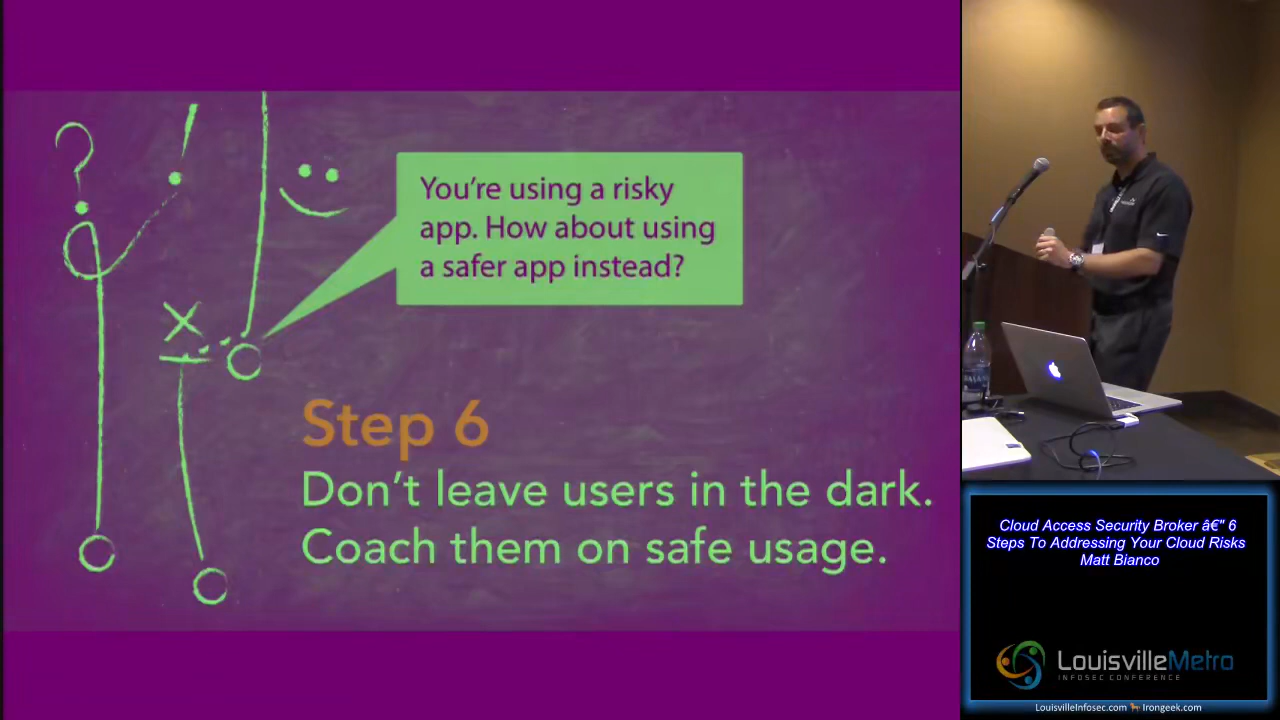 ?
You're using a risky
app. How about using
a safer app instead?
X
Step 6
Don't leave users in the dark.
Coach them on safe usage.
Cloud Access Security Broker â€" 6
Steps To Addressing Your Cloud Risks
Matt Bianco
LouisvilleMetro
INFOSEC CONFERENCE
LouisvilleInfosec.com Irongeek.com